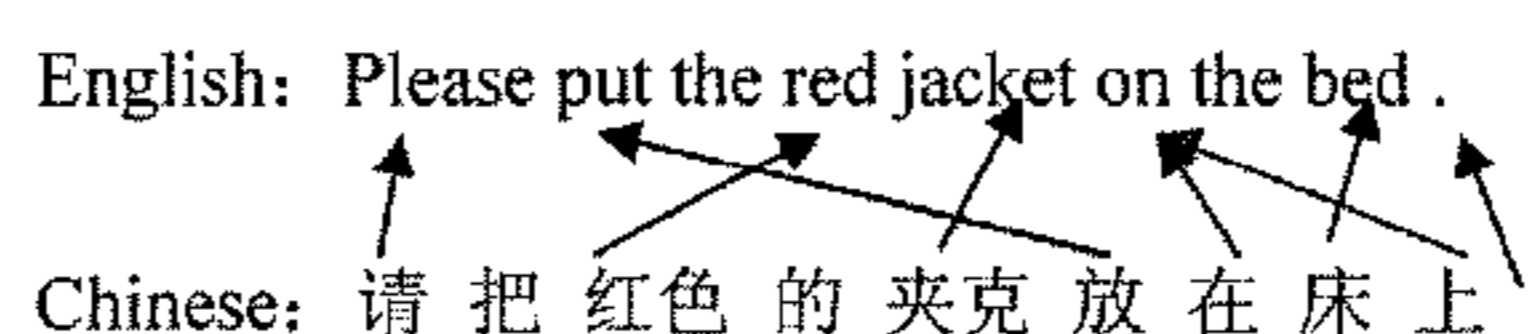 English: Please put the red jacket on the bed .
Chinese: 请 把 红色 的 夹克 放 在 床 上